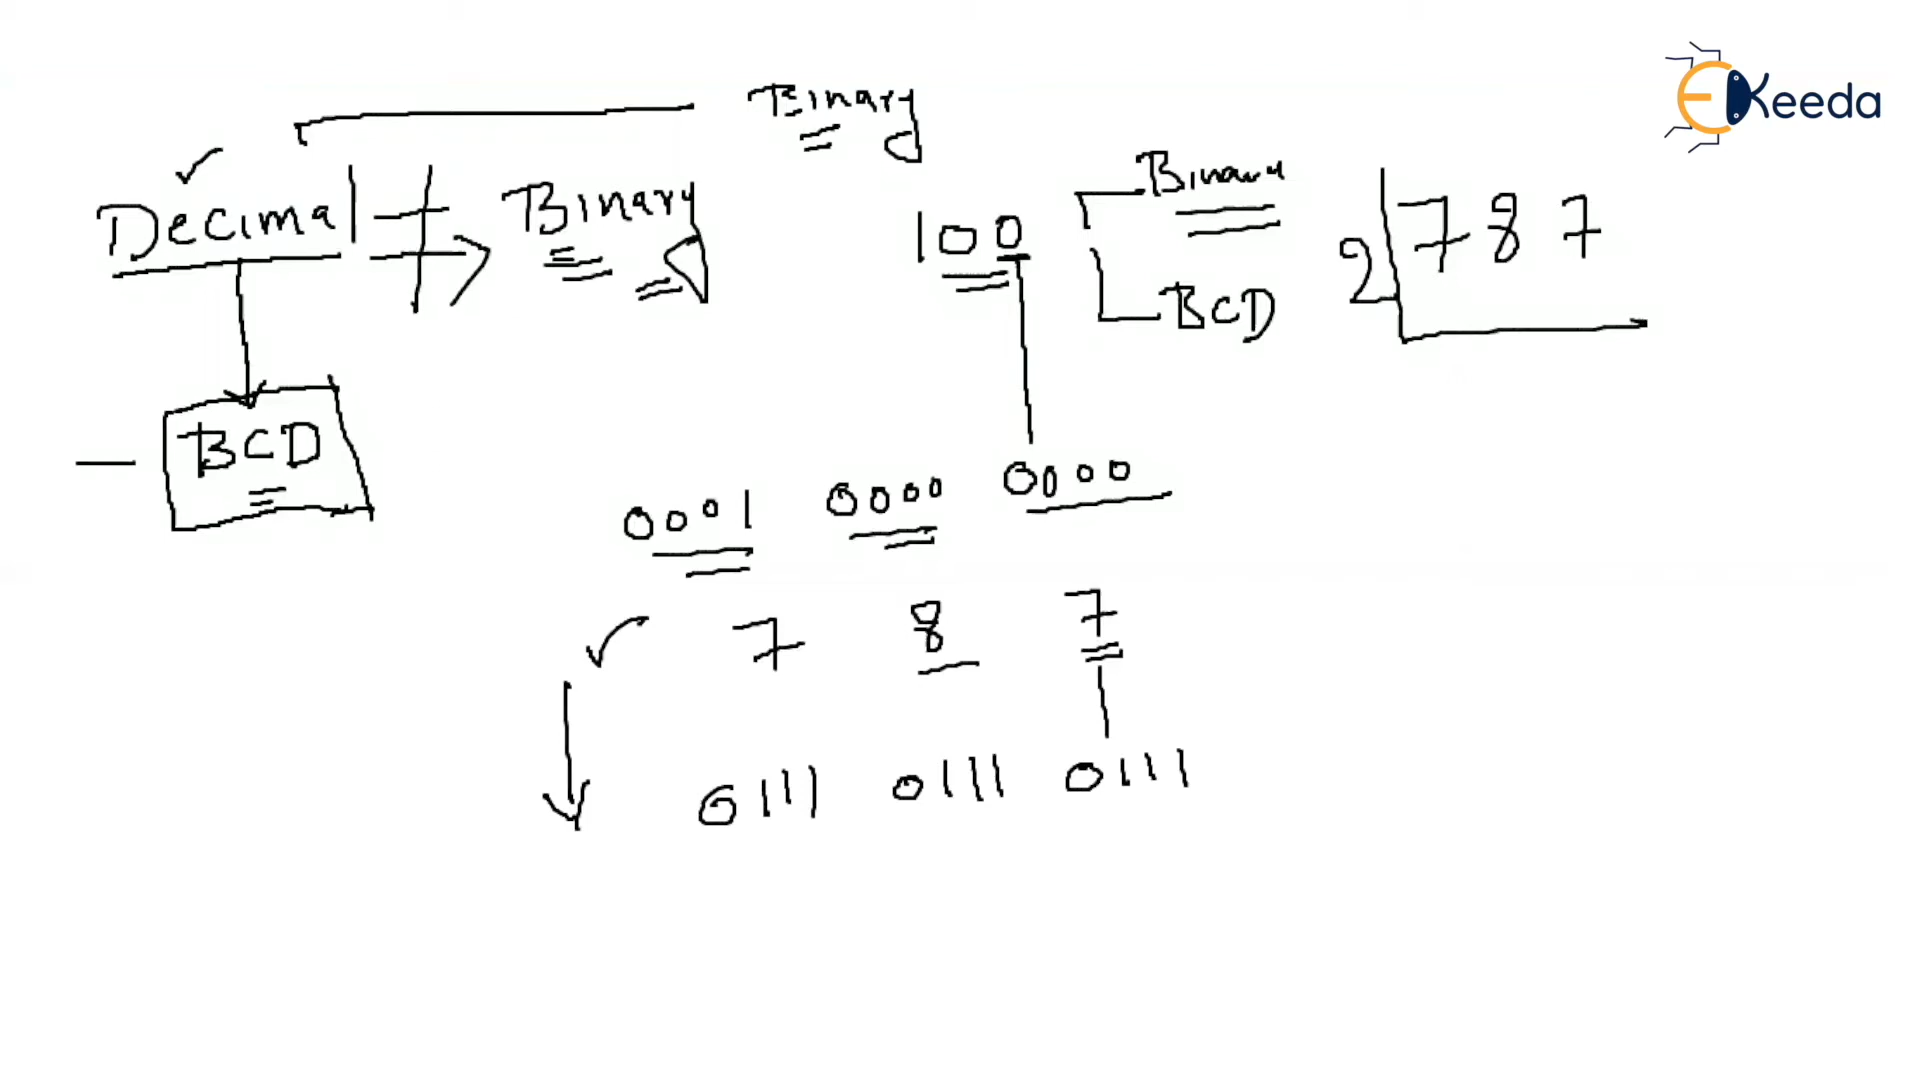 Binary
Keeda
Decimal Binary
100 Binary
BCD
2 787
BCD
0001 0000 0000
7 8 7
0111 0111 0111